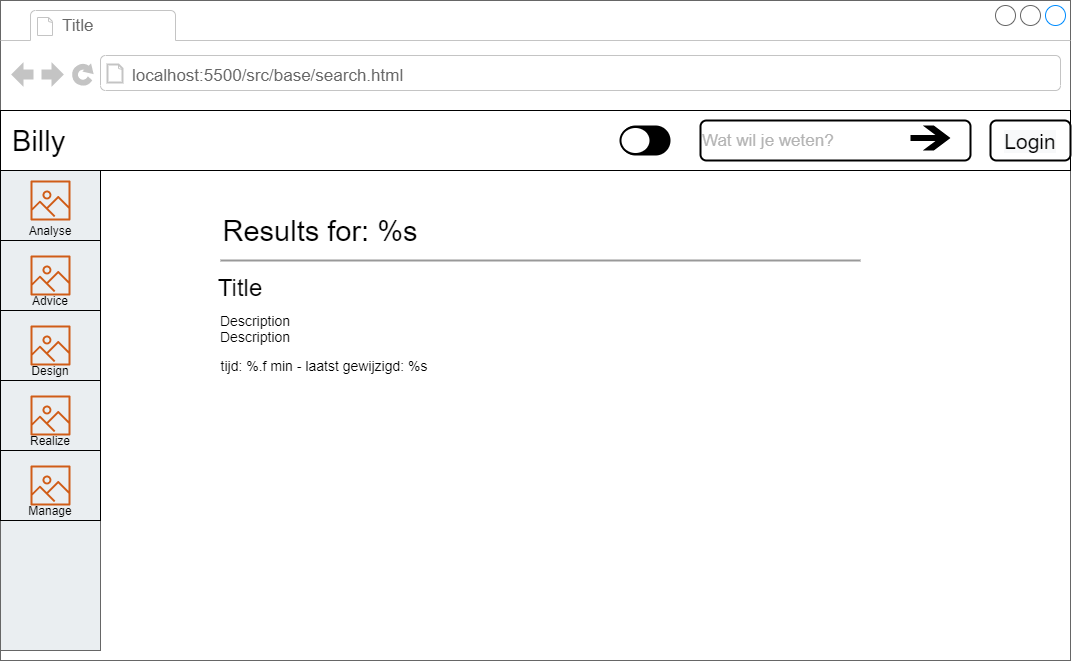 Title
localhost:5500/src/base/search.html
Billy
Wat wil je weten?
Login
Analyse
Advice
Design
Realize
Manage
Results for: %s
Title
Description
Description
tijd: %.f min - laatst gewijzigd: %s